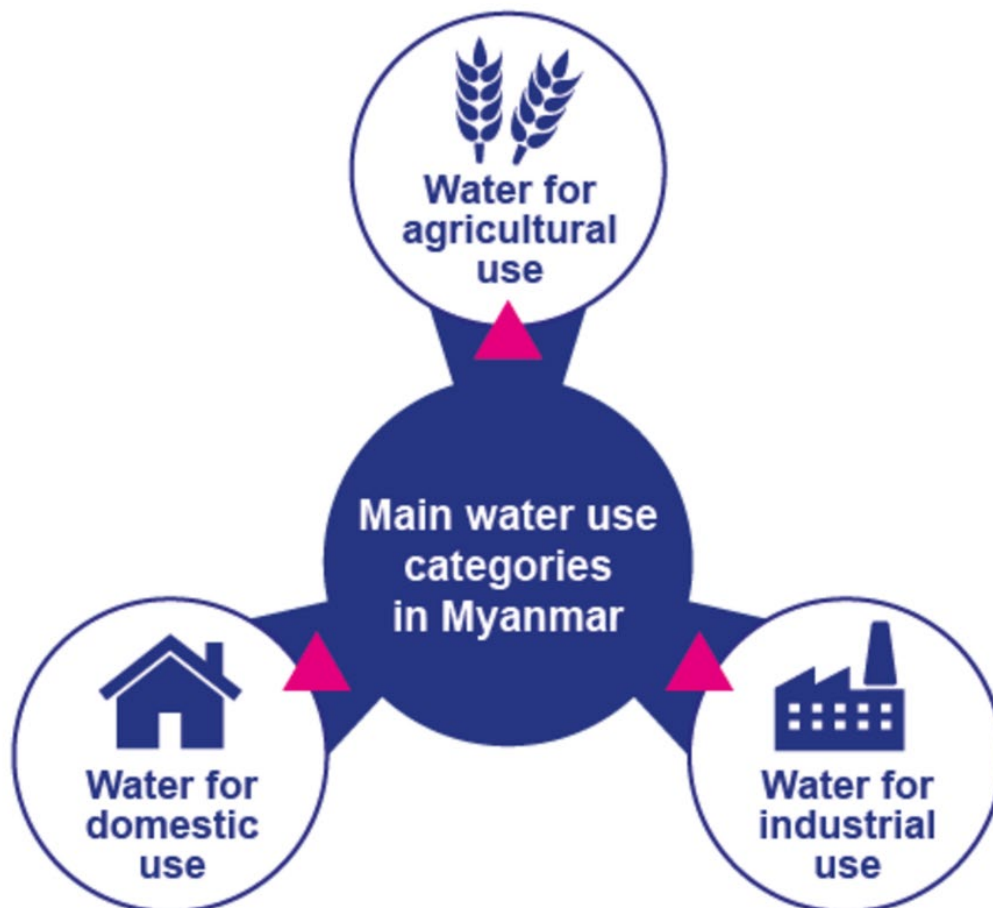 Water for
agricultural
use
Main water use
categories
in Myanmar
Water for
domestic
use
Water for
industrial
use